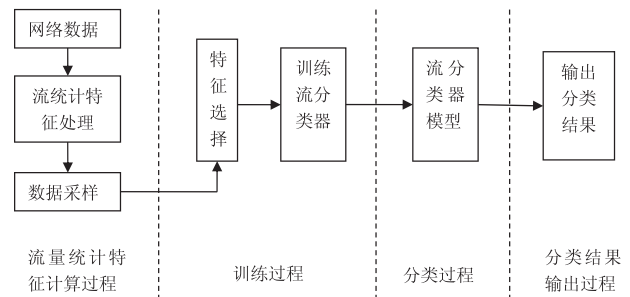 网络数据
流统计特
征处理
数据采样
特
征
选
择
训练
流分
类器
流分
类器
模型
输出
分类
结果
流量统计特
征计算过程
训练过程
分类过程
分类结果
输出过程